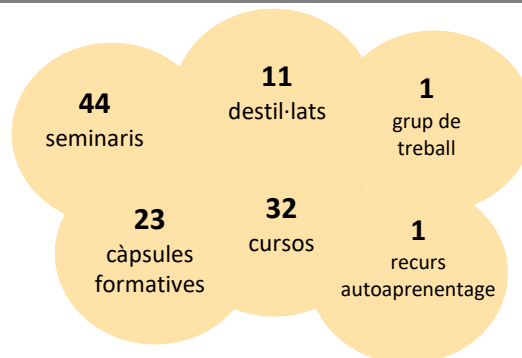 44
seminaris
11
destil·lats
1
grup de
treball
23
càpsules
formatives
32
cursos
1
recurs
autoaprenentage